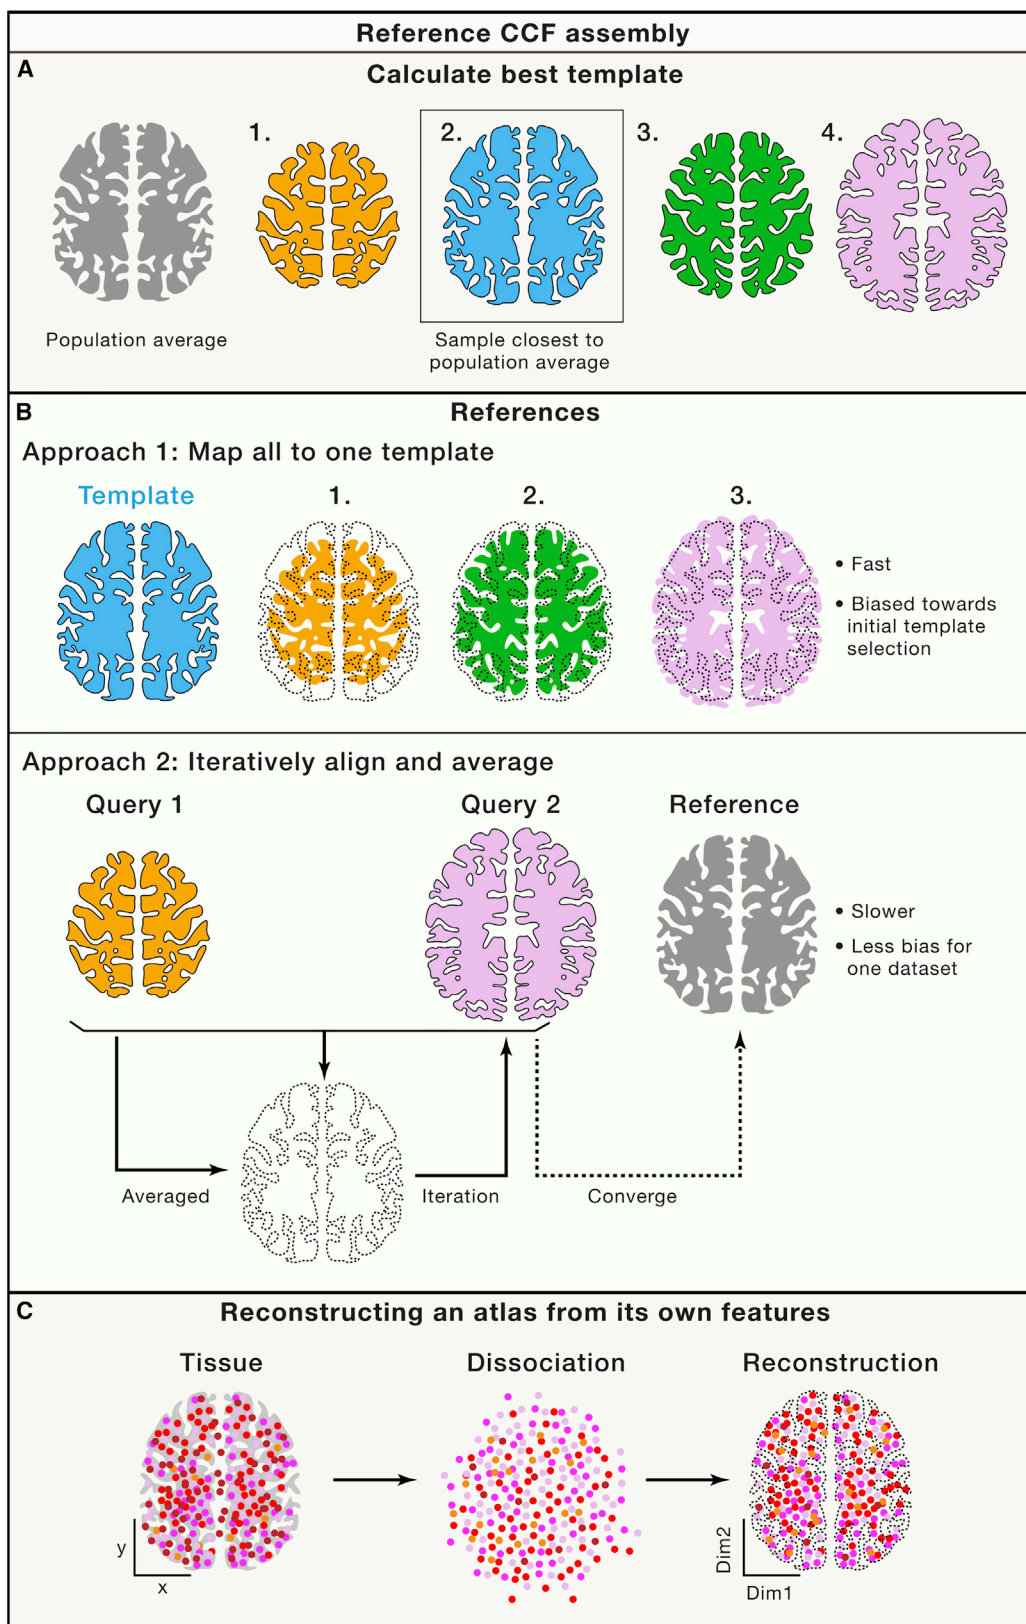 Reference CCF assembly
A
Calculate best template
1.
2.
3.
4.
Population average
Sample closest to
population average
B
References
Approach 1: Map all to one template
Template
1.
2.
3.
• Fast
• Biased towards
initial template
selection
Approach 2: Iteratively align and average
Query 1
Query 2
Reference
• Slower
• Less bias for
one dataset
Averaged
Iteration
Converge
C
Reconstructing an atlas from its own features
Tissue
Dissociation
Reconstruction
y
x
Dim2
Dim1